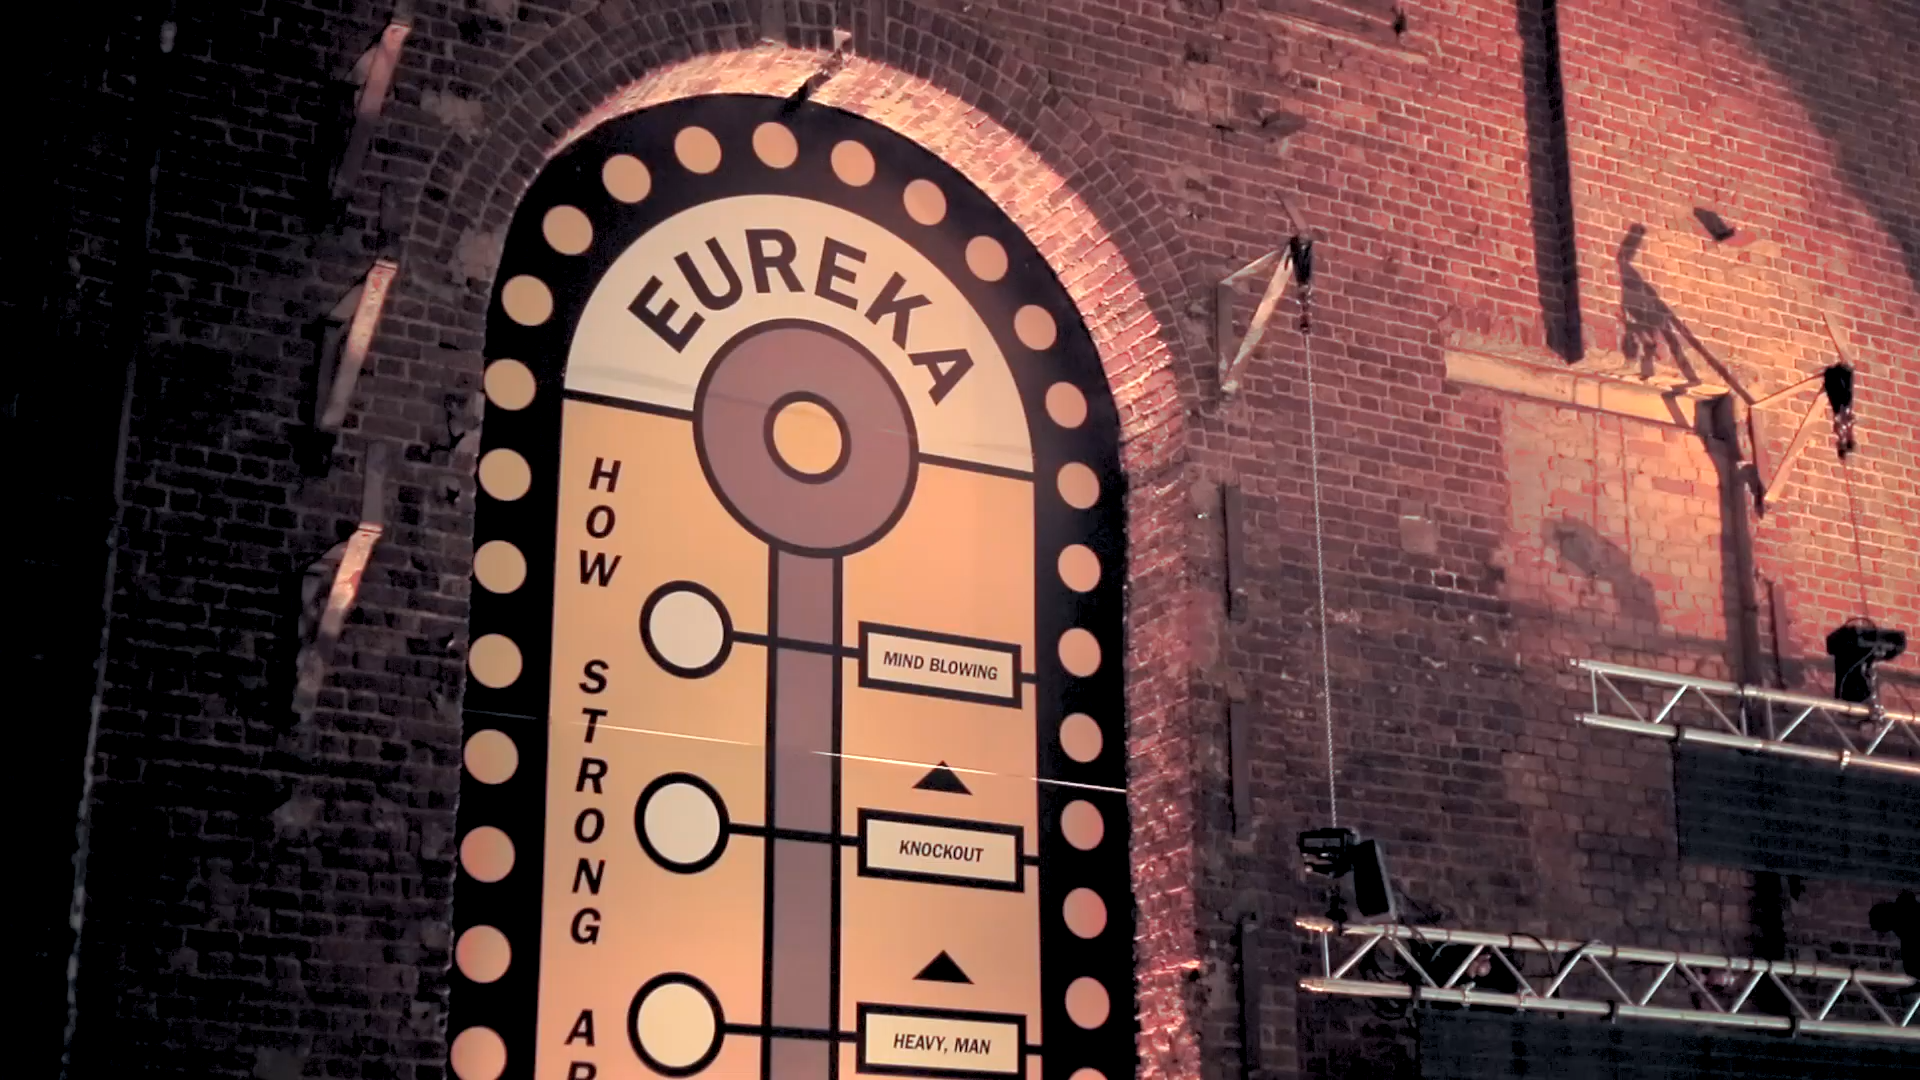 EUREKA
HOW STRONG
MIND BLOWING
KNOCKOUT
HEAVY, MAN